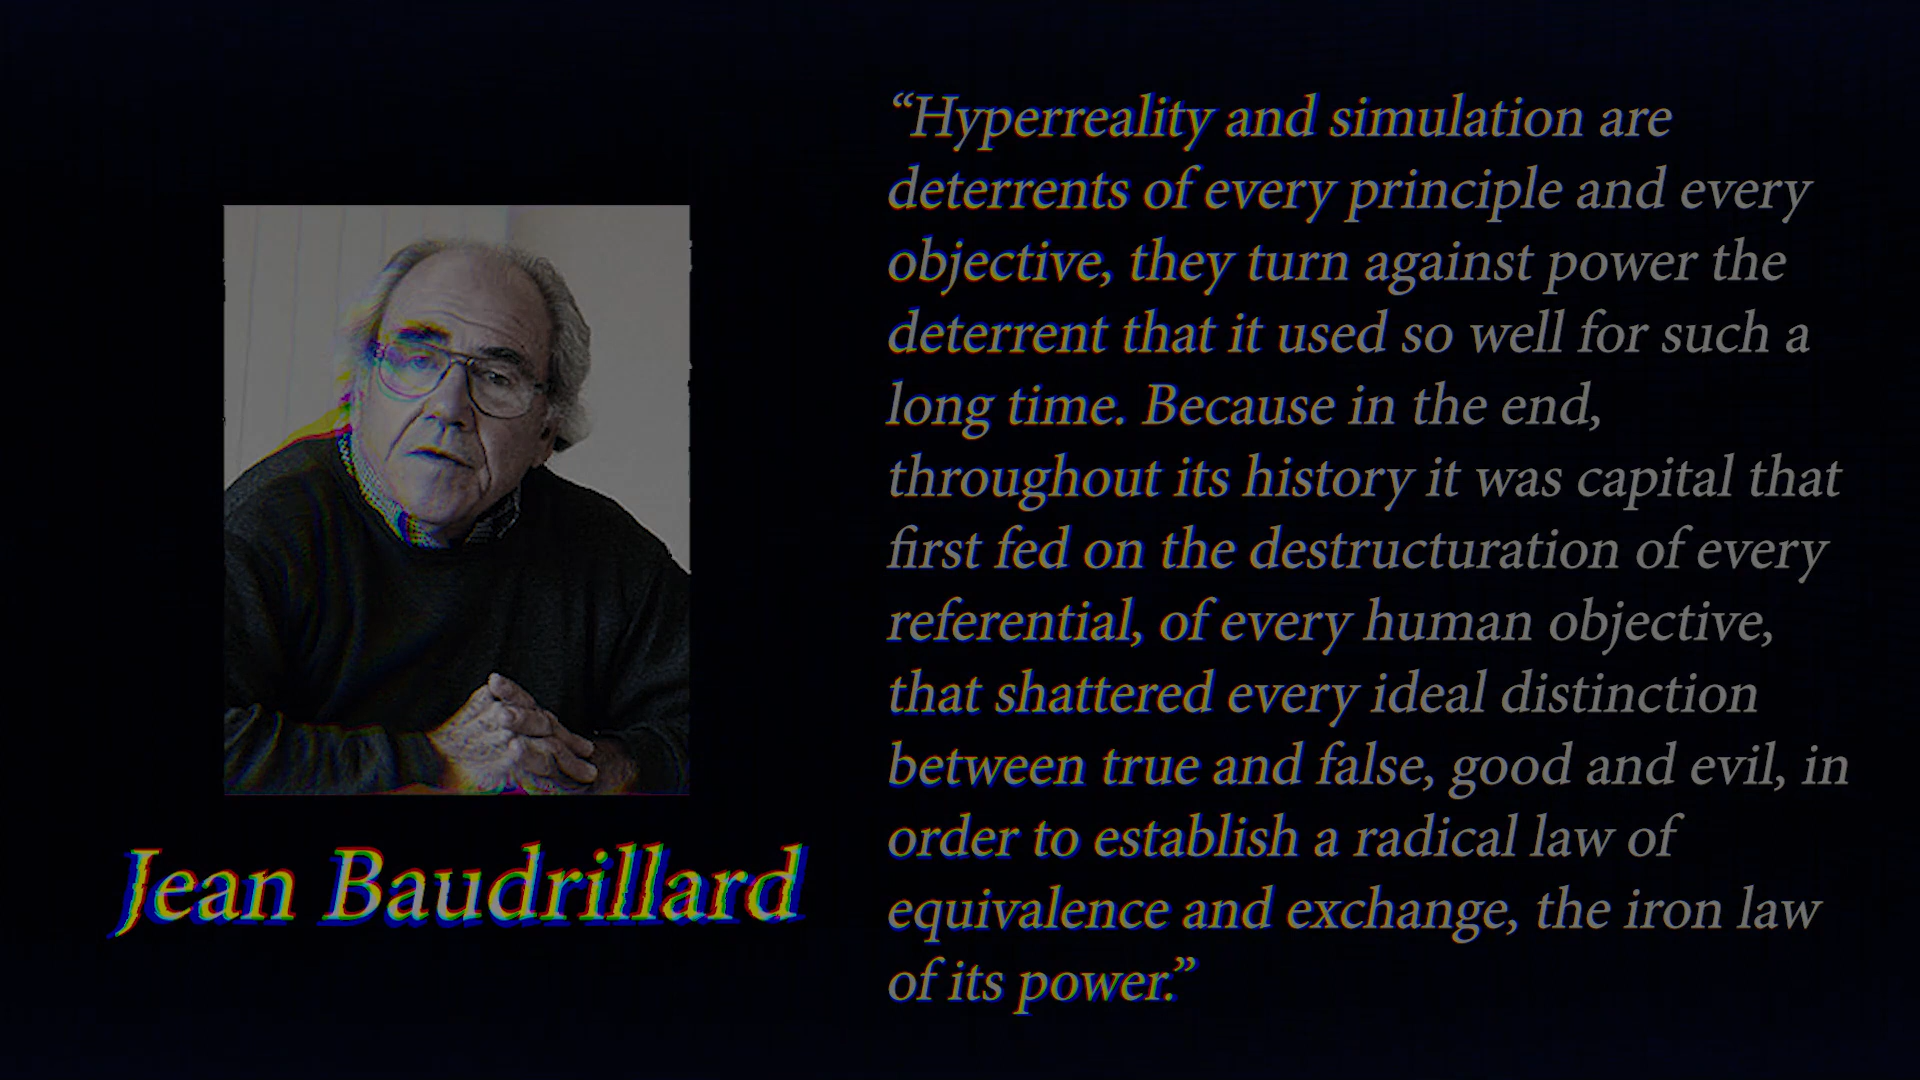 “Hyperreality and simulation are
deterrents of every principle and every
objective, they turn against power the
deterrent that it used so well for such a
long time. Because in the end,
throughout its history it was capital that
first fed on the destructuration of every
referential, of every human objective,
that shattered every ideal distinction
between true and false, good and evil, in
order to establish a radical law of
equivalence and exchange, the iron law
of its power.”
Jean Baudrillard